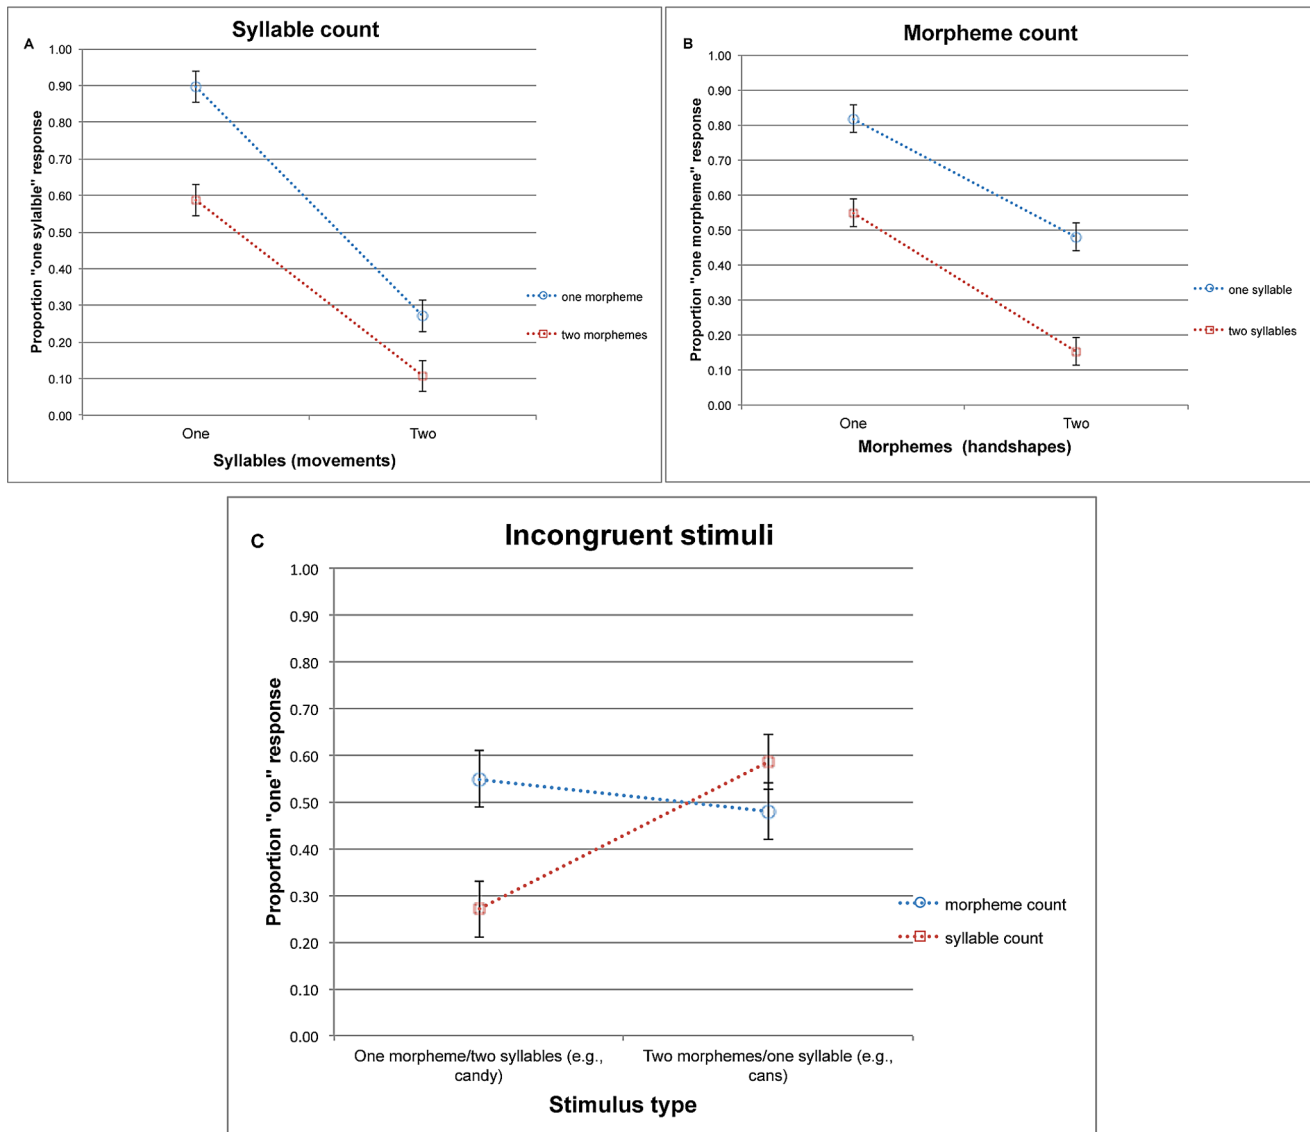 A
Syllable count
Proportion "one sylalble" response
1.00
0.90
0.80
0.70
0.60
0.50
0.40
0.30
0.20
0.10
0.00
One
Two
Syllables (movements)
one morpheme
two morphemes
B
Morpheme count
Proportion "one morpheme" response
1.00
0.90
0.80
0.70
0.60
0.50
0.40
0.30
0.20
0.10
0.00
One
Two
Morphemes (handshapes)
one syllable
two syllables
C
Incongruent stimuli
Proportion "one" response
1.00
0.90
0.80
0.70
0.60
0.50
0.40
0.30
0.20
0.10
0.00
One morpheme/two syllables (e.g.,
candy)
Two morphemes/one syllable (e.g.,
cans)
Stimulus type
morpheme count
syllable count